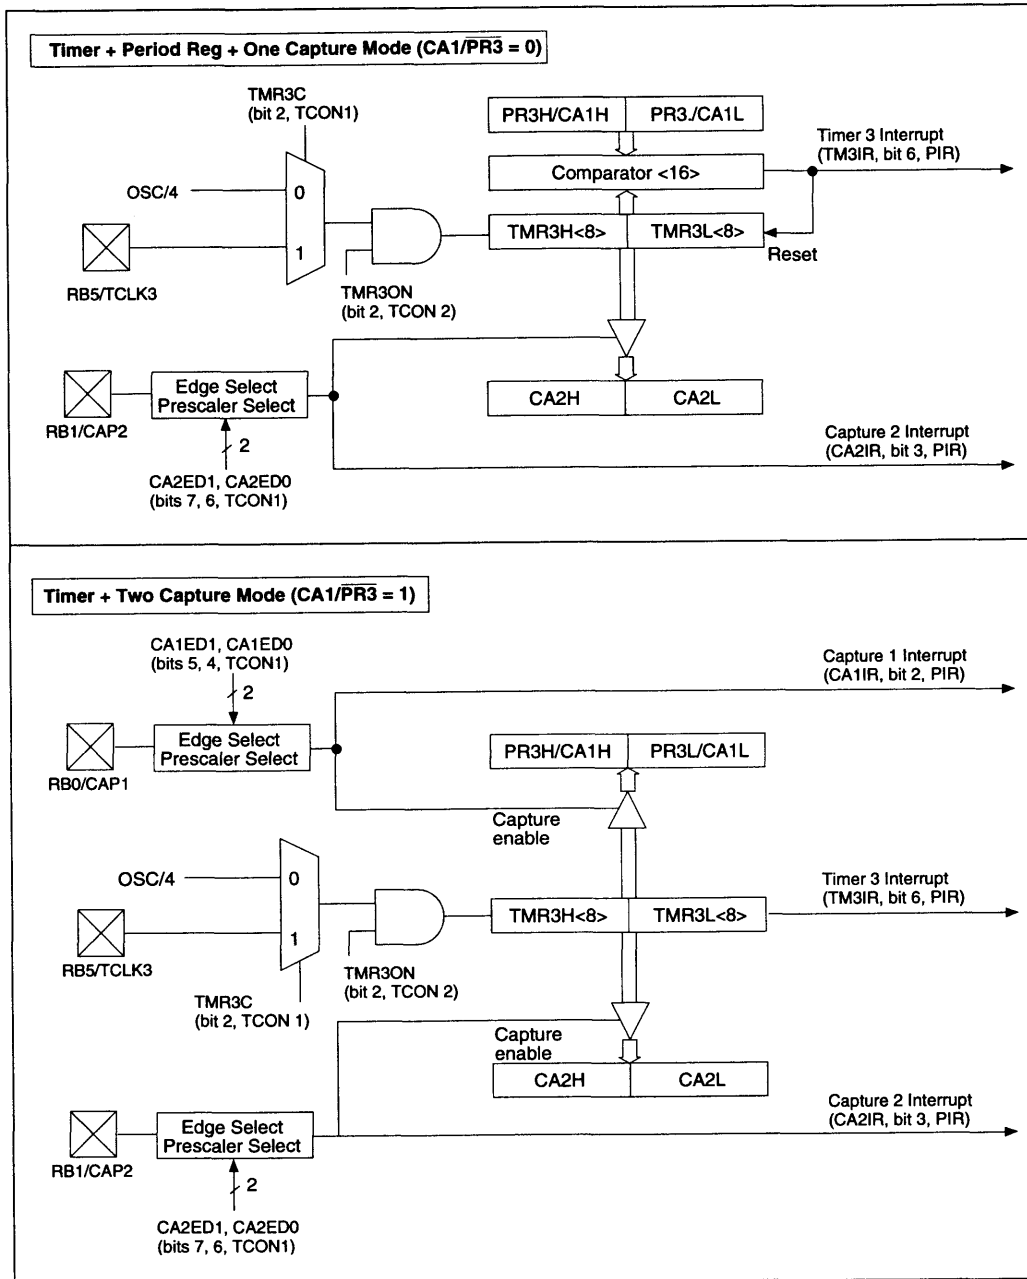 Timer + Period Reg + One Capture Mode (CA1/PR3 = 0)
TMR3C
(bit 2, TCON1)
PR3H/CA1H
PR3./CA1L
Timer 3 Interrupt
(TM3IR, bit 6, PIR)
Comparator <16>
OSC/4
0
1
TMR3H<8>
TMR3L<8>
Reset
RB5/TCLK3
TMR3ON
(bit 2, TCON 2)
Edge Select
Prescaler Select
RB1/CAP2
CA2H
CA2L
2
Capture 2 Interrupt
(CA2IR, bit 3, PIR)
CA2ED1, CA2ED0
(bits 7, 6, TCON1)
Timer + Two Capture Mode (CA1/PR3 = 1)
CA1ED1, CA1ED0
(bits 5, 4, TCON1)
2
Capture 1 Interrupt
(CA1IR, bit 2, PIR)
Edge Select
Prescaler Select
RB0/CAP1
PR3H/CA1H
PR3L/CA1L
Capture
enable
OSC/4
0
1
Timer 3 Interrupt
(TM3IR, bit 6, PIR)
TMR3H<8>
TMR3L<8>
RB5/TCLK3
TMR3ON
(bit 2, TCON 2)
TMR3C
(bit 2, TCON 1)
Capture
enable
CA2H
CA2L
Edge Select
Prescaler Select
RB1/CAP2
Capture 2 Interrupt
(CA2IR, bit 3, PIR)
2
CA2ED1, CA2ED0
(bits 7, 6, TCON1)